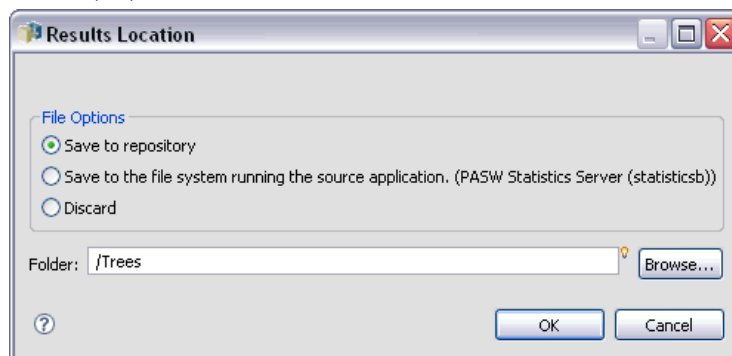 Results Location
File Options
Save to repository
Save to the file system running the source application. (PASW Statistics Server (statisticsb))
Discard
Folder: /Trees Browse...
? OK Cancel